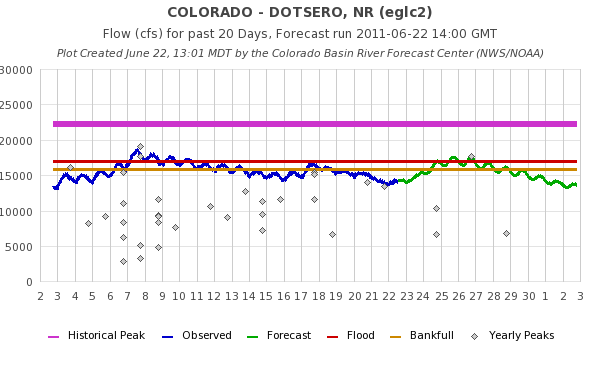 COLORADO - DOTSERO, NR (eglc2)
Flow (cfs) for past 20 Days, Forecast run 2011-06-22 14:00 GMT
Plot Created June 22, 13:01 MDT by the Colorado Basin River Forecast Center (NWS/NOAA)
30000
25000
20000
15000
10000
5000
0
2 3 4 5 6 7 8 9 10 11 12 13 14 15 16 17 18 19 20 21 22 23 24 25 26 27 28 29 30 1 2 3
Historical Peak Observed Forecast Flood Bankfull Yearly Peaks